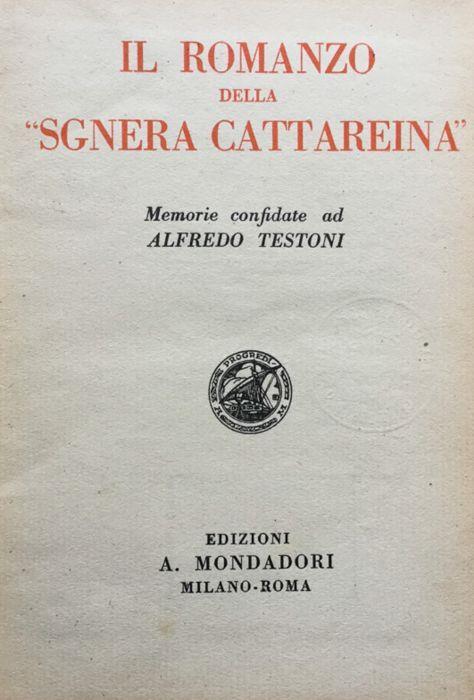 IL ROMANZO
DELLA
"SGNERA CATTAREINA"
Memorie confidate ad
ALFREDO TESTONI
PROGREDI
EDIZIONI
A. MONDADORI
MILANO-ROMA